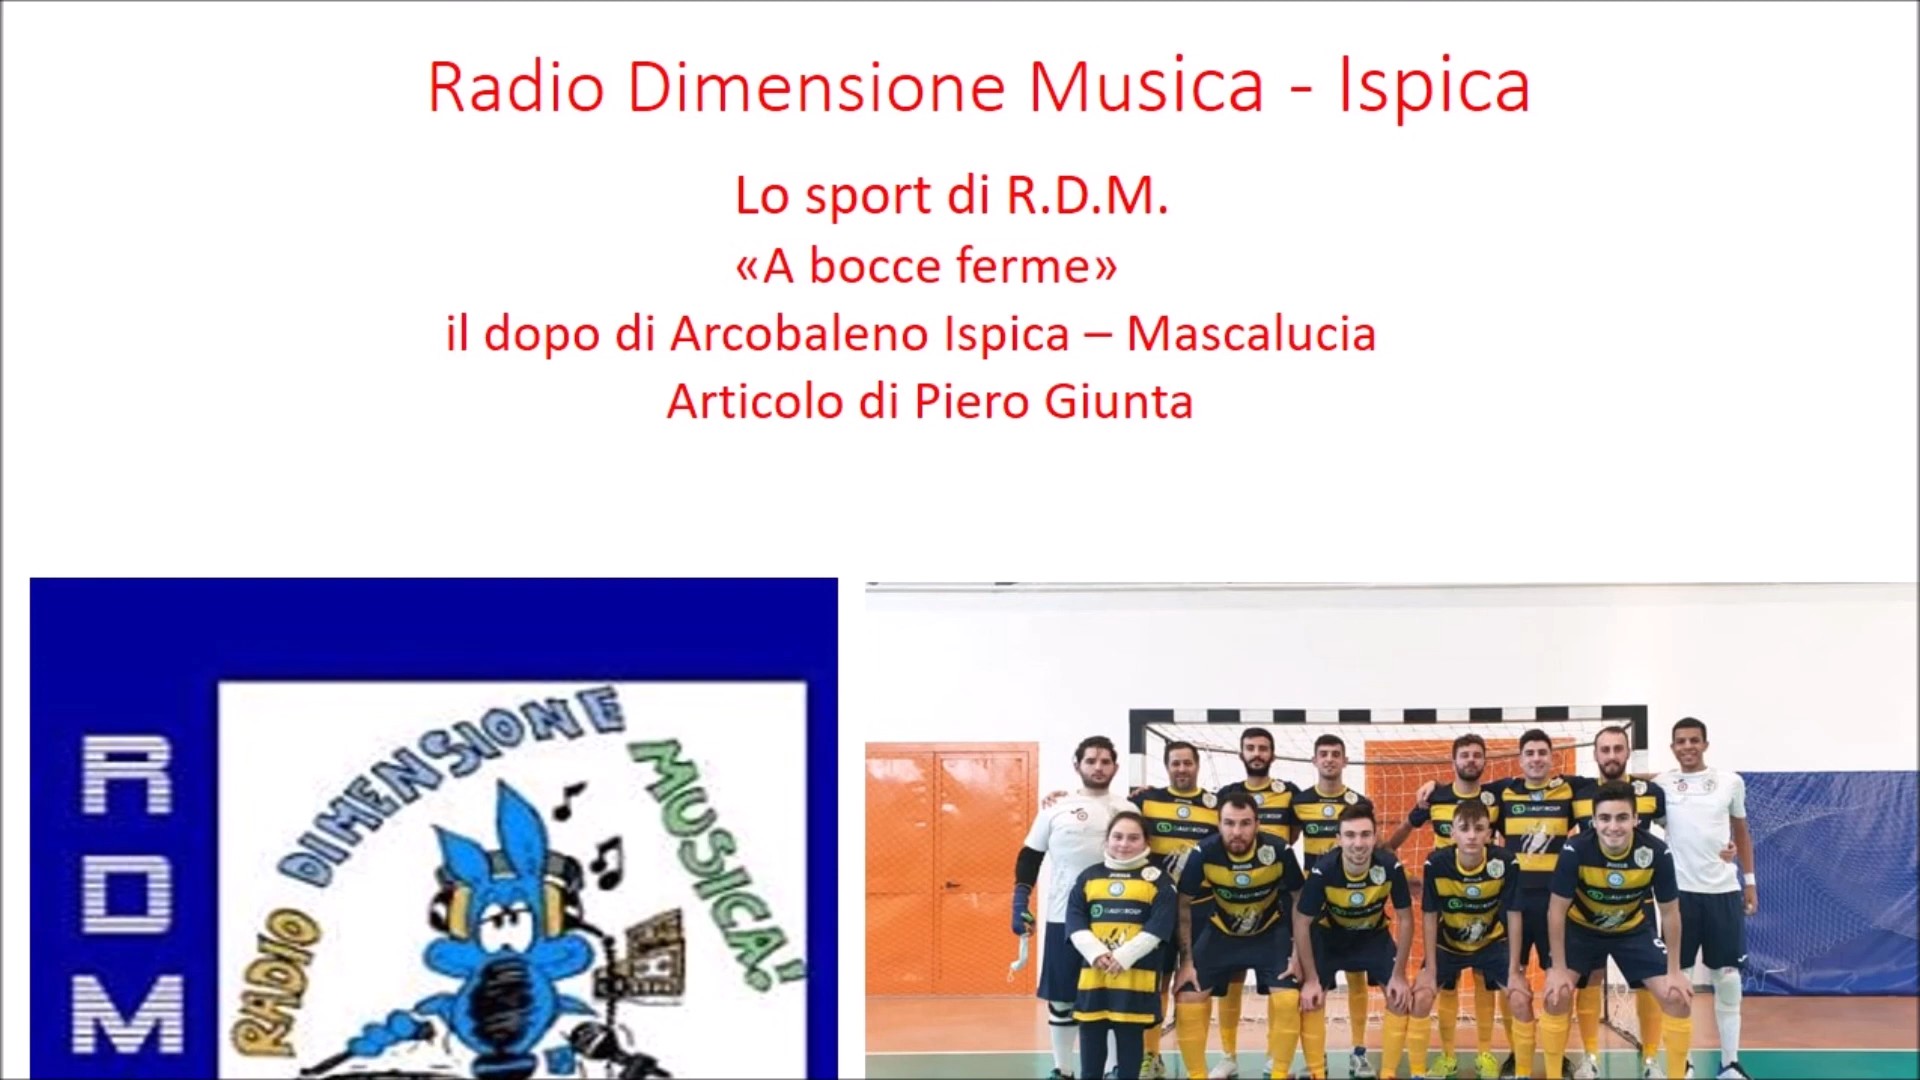 Radio Dimensione Musica - Ispica
Lo sport di R.D.M.
«A bocce ferme»
il dopo di Arcobaleno Ispica – Mascalucia
Articolo di Piero Giunta
RDM
RADIO DIMENSIONE MUSICA!